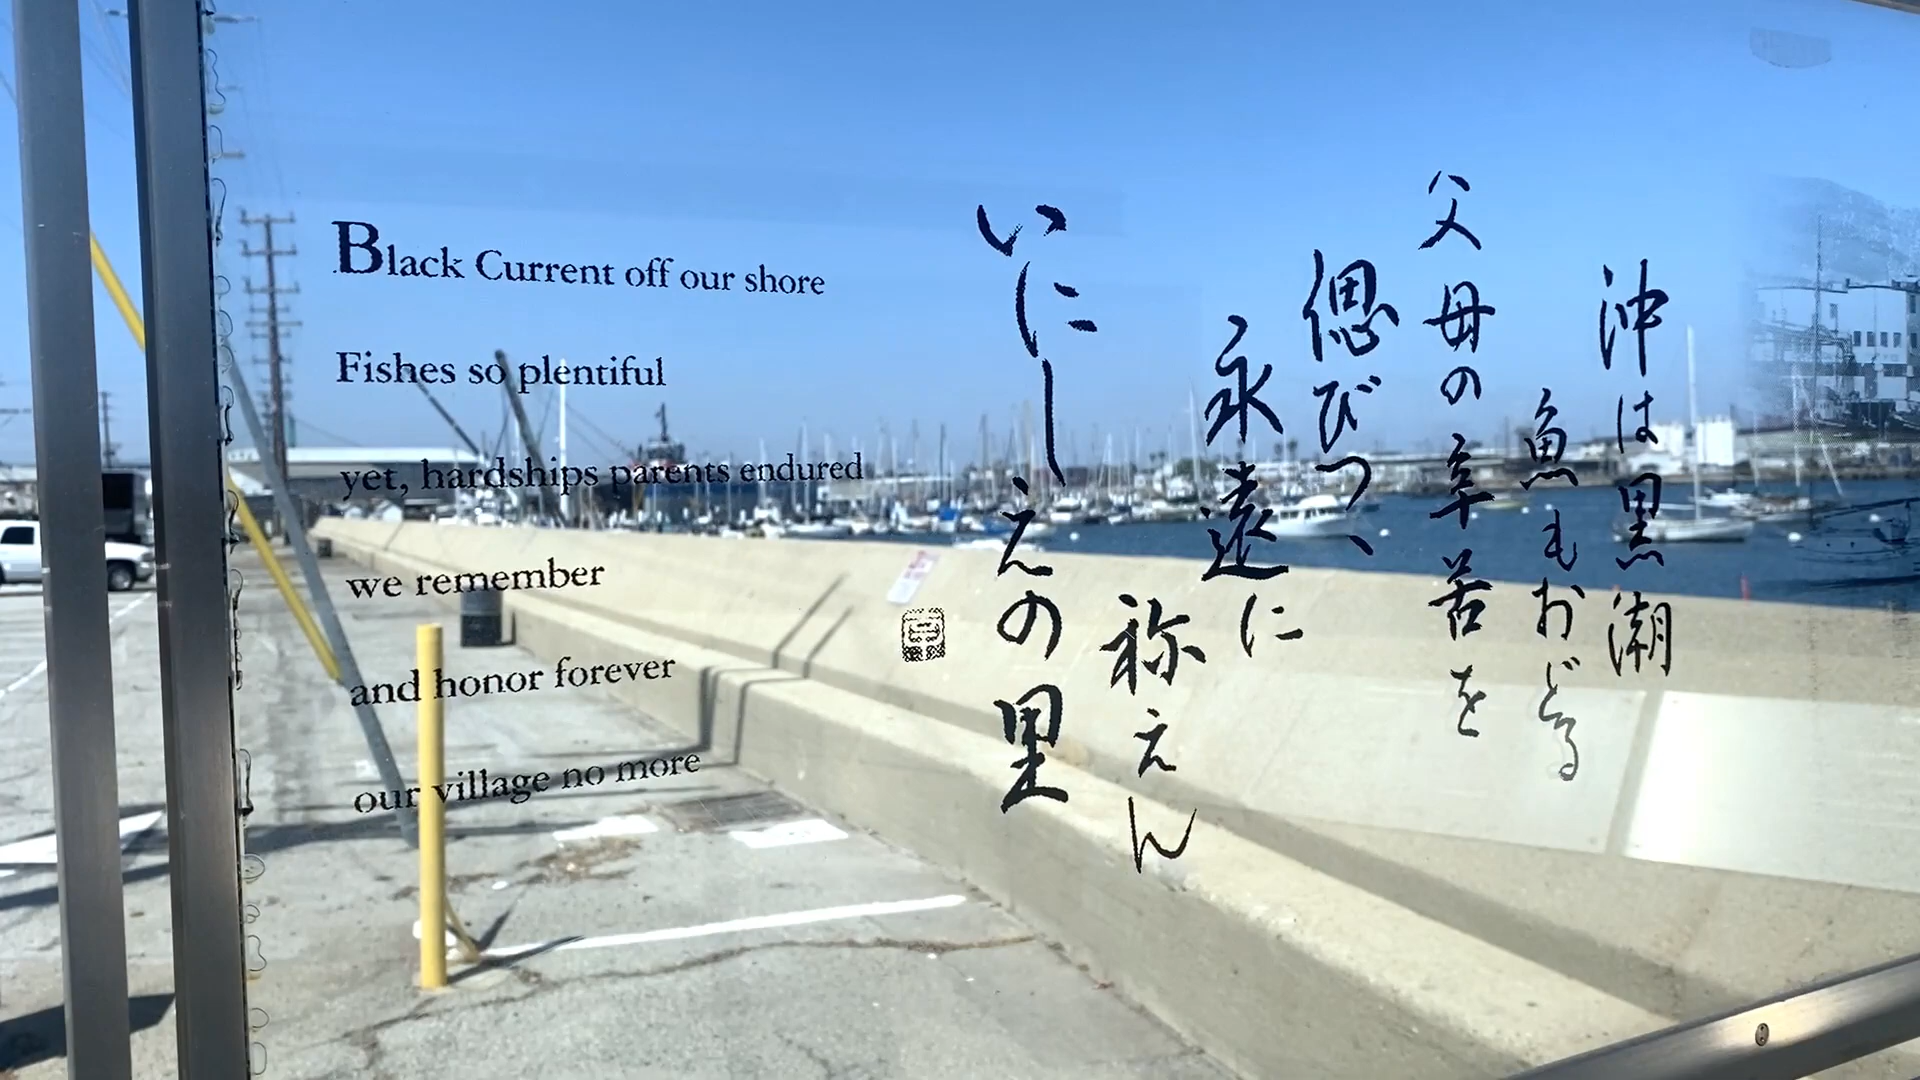 Black Current off our shore
Fishes so plentiful
yet, hardships parents endured
we remember
and honor forever
our village no more
沖は黒潮
魚もおどる
父母の辛苦を
偲びつゝ
永遠に
称えん
いにしえの里